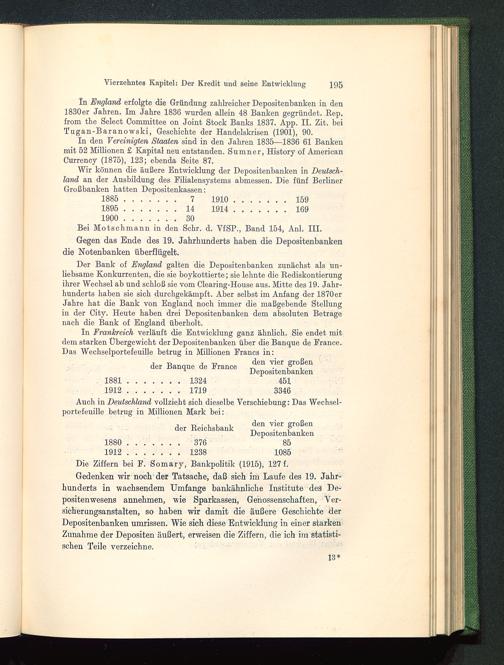 Vierzehntes Kapitel: Der Kredit und seine Entwicklung 195
In England erfolgte die Gründung zahlreicher Depositenbanken in den
1830er Jahren. Im Jahre 1836 wurden allein 48 Banken gegründet. Rep.
from the Select Committee on Joint Stock Banks 1837. App. II. Zit. bei
Tugan-Baranowski, Geschichte der Handelskrisen (1901), 90.
In den Vereinigten Staaten sind in den Jahren 1835—1836 61 Banken
mit 52 Millionen £ Kapital neu entstanden. Sumner, History of American
Currency (1875), 123; ebenda Seite 87.
Wir können die äußere Entwicklung der Depositenbanken in Deutsch-
land an der Ausbildung des Filialensystems abmessen. Die fünf Berliner
Großbanken hatten Depositenkassen:
1885 . . . . . . . 7 1910 . . . . . . . 159
1895 . . . . . . . 14 1914 . . . . . . . 169
1900 . . . . . . . 30
Bei Motschmann in den Schr. d. VfSP., Band 154, Anl. III.
Gegen das Ende des 19. Jahrhunderts haben die Depositenbanken
die Notenbanken überflügelt.
Der Bank of England galten die Depositenbanken zunächst als un-
liebsame Konkurrenten, die sie boykottierte; sie lehnte die Rediskontierung
ihrer Wechsel ab und schloß sie vom Clearing-House aus. Mitte des 19. Jahr-
hunderts haben sie sich durchgekämpft. Aber selbst im Anfang der 1870er
Jahre hat die Bank von England noch immer die maßgebende Stellung
in der City. Heute haben drei Depositenbanken dem absoluten Betrage
nach die Bank of England überholt.
In Frankreich verläuft die Entwicklung ganz ähnlich. Sie endet mit
dem starken Übergewicht der Depositenbanken über die Banque de France.
Das Wechselportefeuille betrug in Millionen Francs in:
der Banque de France den vier großen
Depositenbanken
1881 . . . . . . . 1324 451
1912 . . . . . . . 1719 3346
Auch in Deutschland vollzieht sich dieselbe Verschiebung: Das Wechsel-
portefeuille betrug in Millionen Mark bei:
der Reichsbank den vier großen
Depositenbanken
1880 . . . . . . . 376 85
1912 . . . . . . . 1238 1085
Die Ziffern bei F. Somary, Bankpolitik (1915), 127 f.
Gedenken wir noch der Tatsache, daß sich im Laufe des 19. Jahr-
hunderts in wachsendem Umfange bankähnliche Institute des De-
positenwesens annehmen, wie Sparkassen, Genossenschaften, Ver-
sicherungsanstalten, so haben wir damit die äußere Geschichte der
Depositenbanken umrissen. Wie sich diese Entwicklung in einer starken
Zunahme der Depositen äußert, erweisen die Ziffern, die ich im statisti-
schen Teile verzeichne.
13*